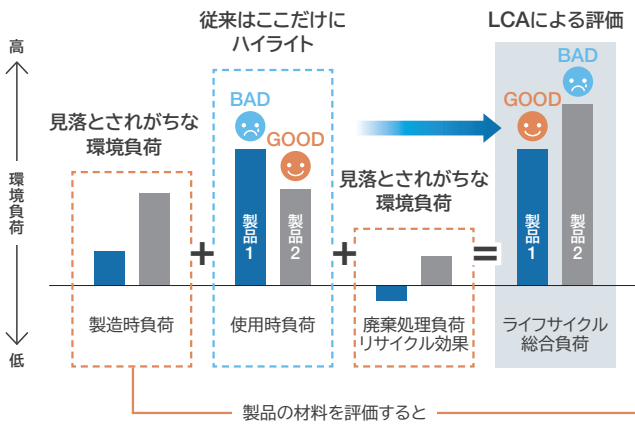 従来はここだけに
ハイライト
LCAによる評価
高
環境負荷
低
見落とされがちな
環境負荷
BAD
GOOD
見落とされがちな
環境負荷
GOOD
BAD
+
製品1
製品2
+
=
製品1
製品2
製造時負荷
使用時負荷
廃棄処理負荷
リサイクル効果
ライフサイクル
総合負荷
製品の材料を評価すると